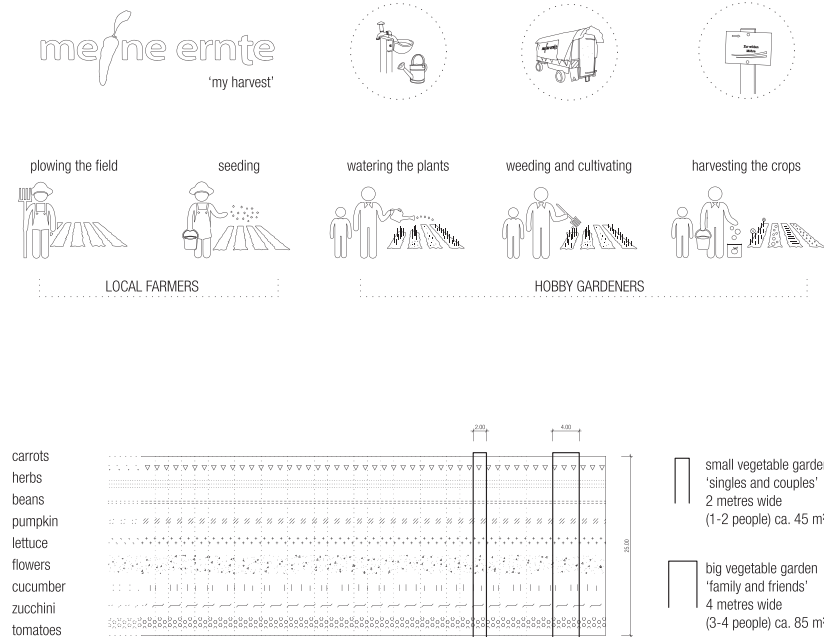 meine ernte
'my harvest'
plowing the field
seeding
watering the plants
weeding and cultivating
harvesting the crops
LOCAL FARMERS
HOBBY GARDENERS
2.00
4.00
carrots
herbs
beans
pumpkin
lettuce
flowers
cucumber
zucchini
tomatoes
25.00
small vegetable garden
'singles and couples'
2 metres wide
(1-2 people) ca. 45 m²
big vegetable garden
'family and friends'
4 metres wide
(3-4 people) ca. 85 m²